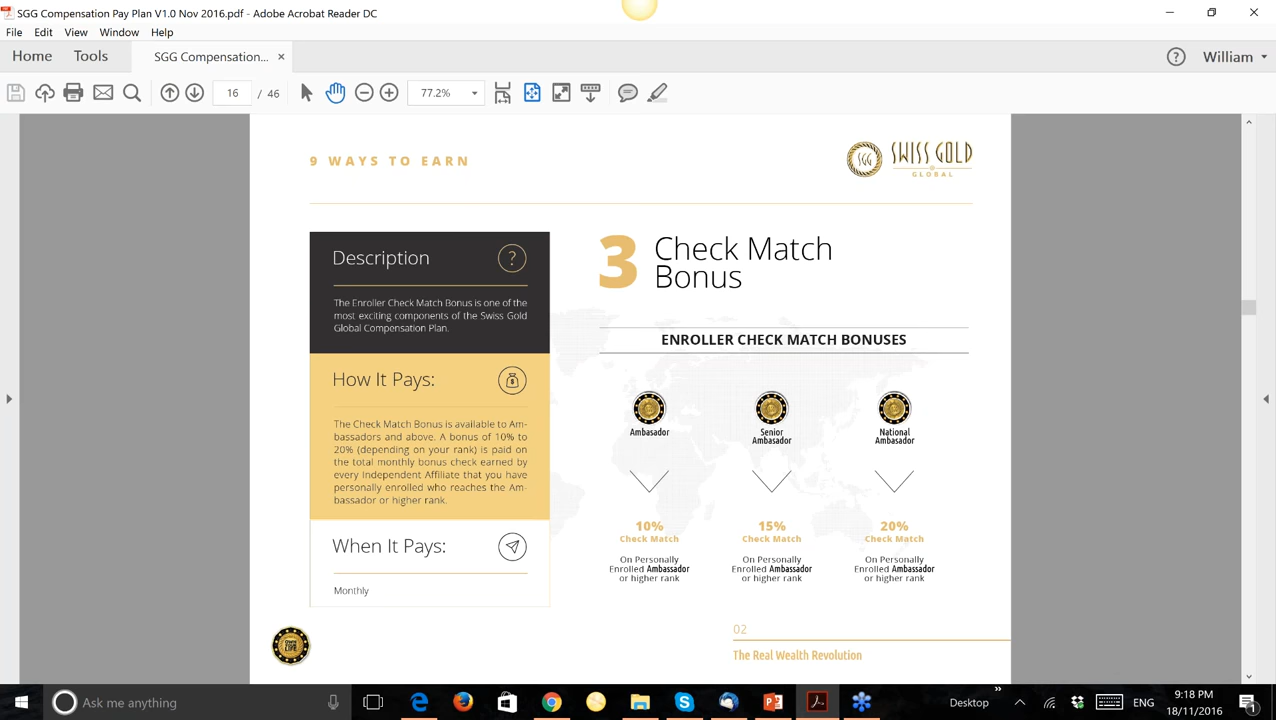 SGG Compensation Pay Plan V1.0 Nov 2016.pdf - Adobe Acrobat Reader DC
File Edit View Window Help
Home Tools SGG Compensation... × ? William
16 / 46 77.2%
9 WAYS TO EARN
SGG SWISS GOLD
GLOBAL
Description ?
The Enroller Check Match Bonus is one of the
most exciting components of the Swiss Gold
Global Compensation Plan.
How It Pays:
The Check Match Bonus is available to Am-
bassadors and above. A bonus of 10% to
20% (depending on your rank) is paid on
the total monthly bonus check earned by
every Independent Affiliate that you have
personally enrolled who reaches the Am-
bassador or higher rank.
When It Pays:
Monthly
3 Check Match
Bonus
ENROLLER CHECK MATCH BONUSES
Ambasador
10%
Check Match
On Personally
Enrolled Ambassador
or higher rank
Senior
Ambasador
15%
Check Match
On Personally
Enrolled Ambassador
or higher rank
National
Ambasador
20%
Check Match
On Personally
Enrolled Ambassador
or higher rank
02
The Real Wealth Revolution
Ask me anything
Desktop
ENG
9:18 PM
18/11/2016
1